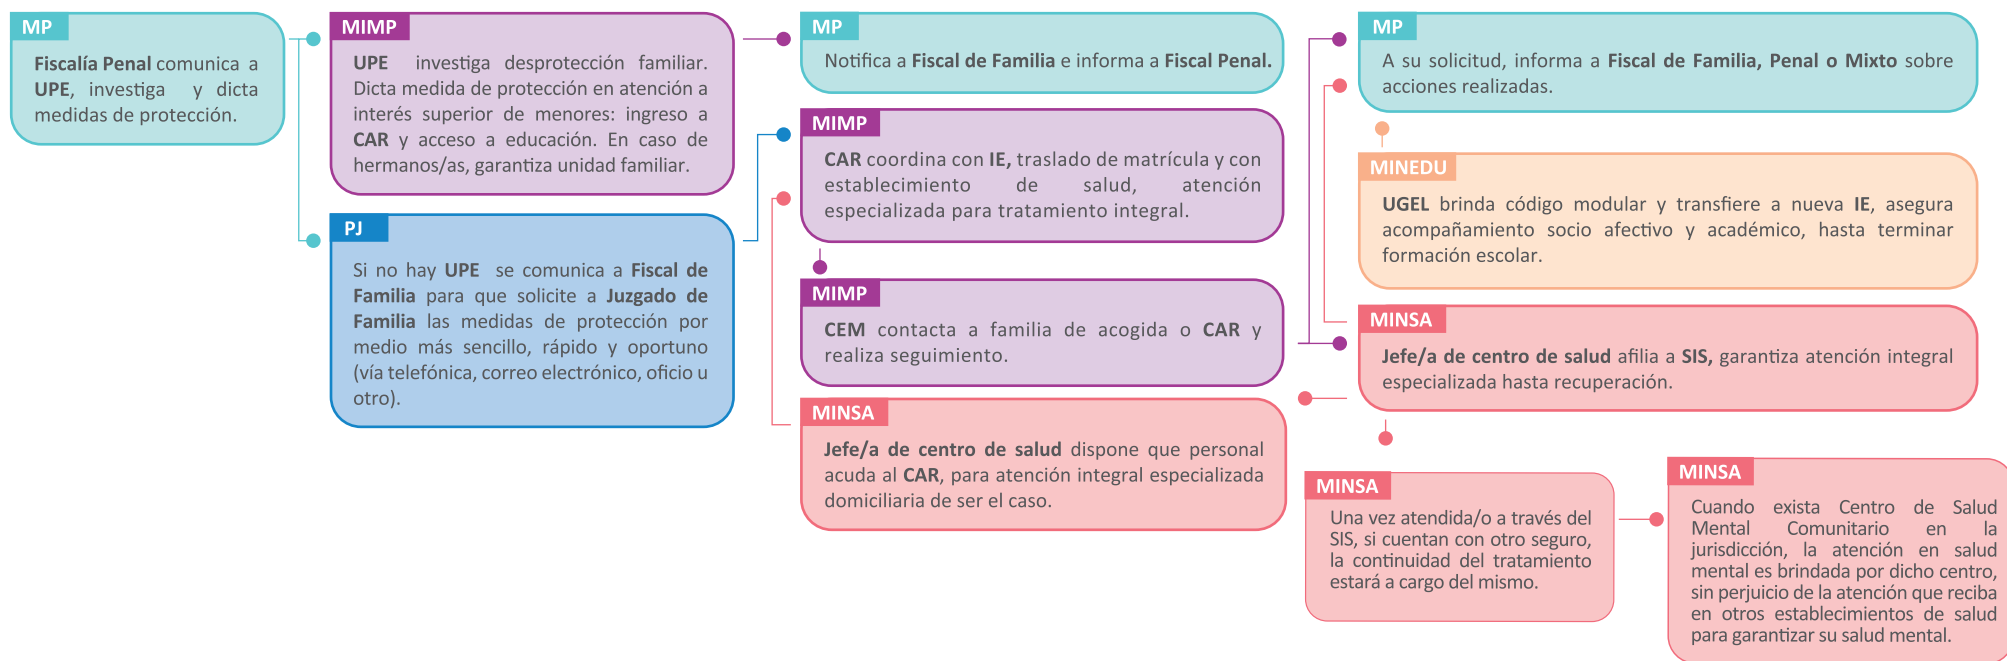 MP
Fiscalía Penal comunica a
UPE, investiga y dicta
medidas de protección.
MIMP
UPE investiga desprotección familiar.
Dicta medida de protección en atención a
interés superior de menores: ingreso a
CAR y acceso a educación. En caso de
hermanos/as, garantiza unidad familiar.
PJ
Si no hay UPE se comunica a Fiscal de
Familia para que solicite a Juzgado de
Familia las medidas de protección por
medio más sencillo, rápido y oportuno
(vía telefónica, correo electrónico, oficio u
otro).
MP
Notifica a Fiscal de Familia e informa a Fiscal Penal.
MIMP
CAR coordina con IE, traslado de matrícula y con
establecimiento de salud, atención
especializada para tratamiento integral.
MIMP
CEM contacta a familia de acogida o CAR y
realiza seguimiento.
MINSA
Jefe/a de centro de salud dispone que personal
acuda al CAR, para atención integral especializada
domiciliaria de ser el caso.
MP
A su solicitud, informa a Fiscal de Familia, Penal o Mixto sobre
acciones realizadas.
MINEDU
UGEL brinda código modular y transfiere a nueva IE, asegura
acompañamiento socio afectivo y académico, hasta terminar
formación escolar.
MINSA
Jefe/a de centro de salud afilia a SIS, garantiza atención integral
especializada hasta recuperación.
MINSA
Una vez atendida/o a través del
SIS, si cuentan con otro seguro,
la continuidad del tratamiento
estará a cargo del mismo.
MINSA
Cuando exista Centro de Salud
Mental Comunitario en la
jurisdicción, la atención en salud
mental es brindada por dicho centro,
sin perjuicio de la atención que reciba
en otros establecimientos de salud
para garantizar su salud mental.